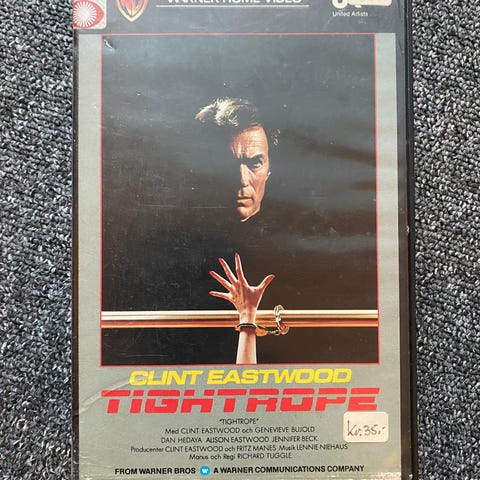 WB
WARNER HOME VIDEO
United Artists
CLINT EASTWOOD
TIGHTROPE
"TIGHTROPE"
Med CLINT EASTWOOD och GENEVIEVE BUJOLD
DAN HEDAYA ALISON EASTWOOD JENNIFER BECK
Producenter CLINT EASTWOOD och FRITZ MANES Musik LENNIE NIEHAUS
Manus och Regi RICHARD TUGGLE
Kr. 35,-
FROM WARNER BROS A WARNER COMMUNICATIONS COMPANY